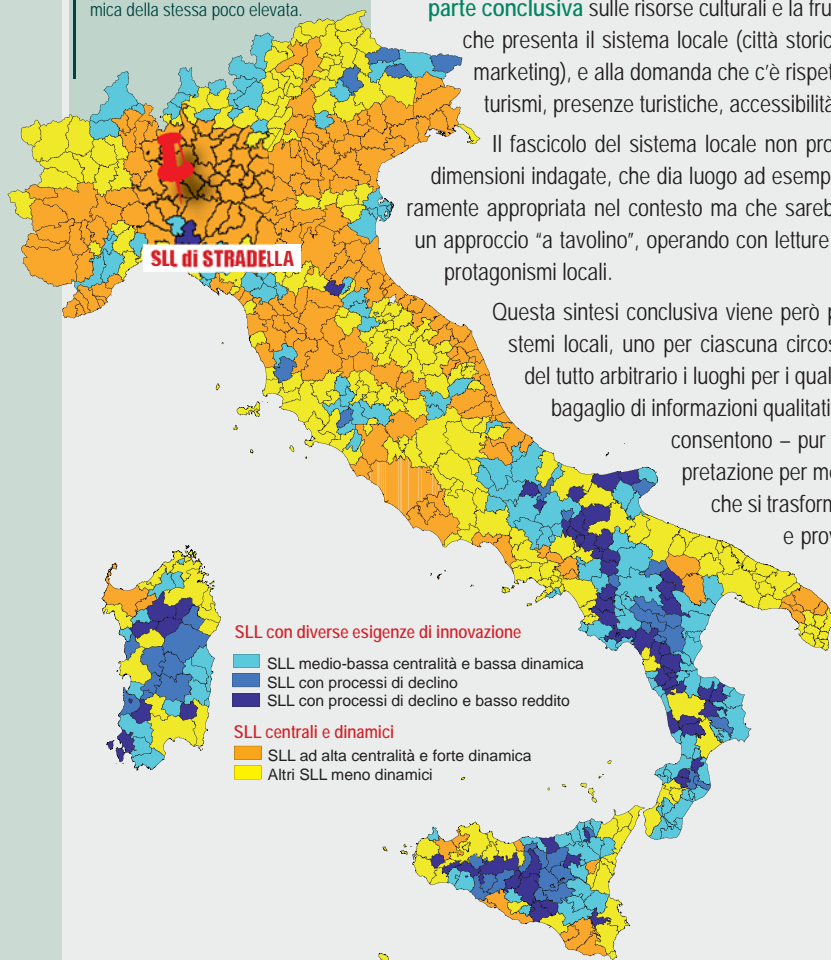 mica della stessa poco elevata.
parte conclusiva sulle risorse culturali e la fru
che presenta il sistema locale (città storic
marketing), e alla domanda che c'è rispet
turismi, presenze turistiche, accessibilità
Il fascicolo del sistema locale non pro
dimensioni indagate, che dia luogo ad esemp
ramente appropriata nel contesto ma che sareb
un approccio "a tavolino", operando con letture
protagonismi locali.
Questa sintesi conclusiva viene però p
stemi locali, uno per ciascuna circos
del tutto arbitrario i luoghi per i qual
bagaglio di informazioni qualitati
consentono – pur
pretazione per me
che si trasform
e prov
SLL di STRADELLA
SLL con diverse esigenze di innovazione
SLL medio-bassa centralità e bassa dinamica
SLL con processi di declino
SLL con processi di declino e basso reddito
SLL centrali e dinamici
SLL ad alta centralità e forte dinamica
Altri SLL meno dinamici